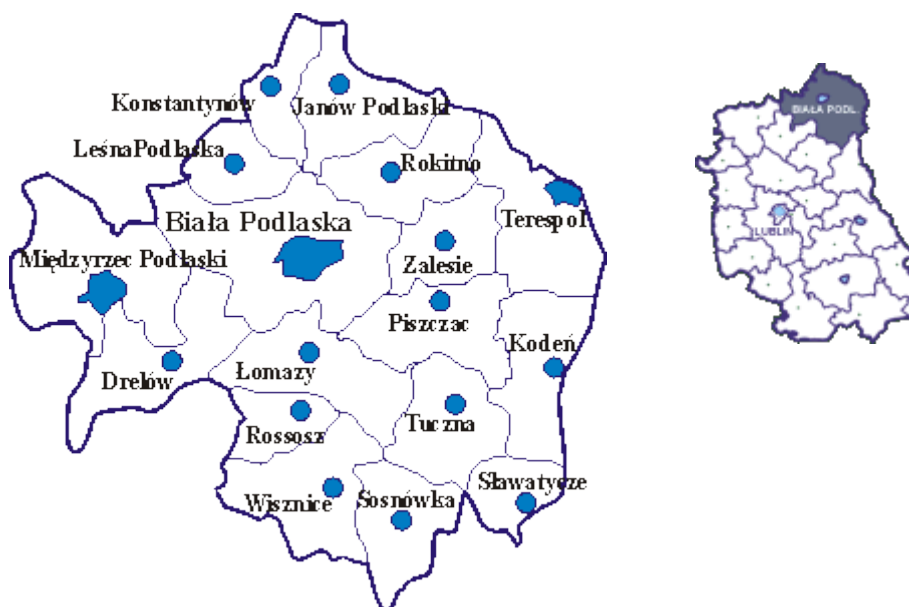 Konstantynów
Janów Podlaski
LeśnaPodlaska
Rokitno
Biała Podlaska
Terespol
Międzyrzec Podlaski
Zalesie
Piszczac
Kodeń
Drelów
Łomazy
Rossosz
Tuczna
Wisznice
Sosnówka
Sławatycze
BIAŁA PODL.
LUBLIN